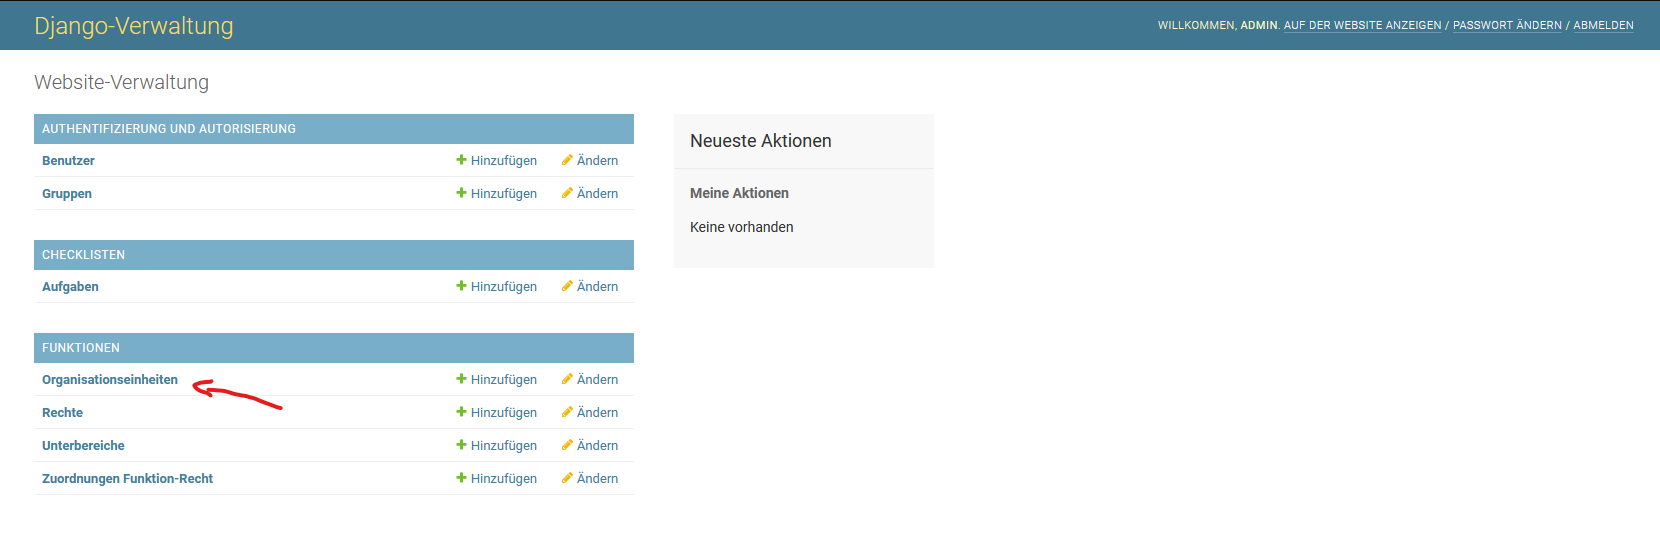 Django-Verwaltung
WILLKOMMEN, ADMIN. AUF DER WEBSITE ANZEIGEN / PASSWORT ÄNDERN / ABMELDEN
Website-Verwaltung
AUTHENTIFIZIERUNG UND AUTORISIERUNG
Benutzer Hinzufügen Ändern
Gruppen Hinzufügen Ändern
CHECKLISTEN
Aufgaben Hinzufügen Ändern
FUNKTIONEN
Organisationseinheiten Hinzufügen Ändern
Rechte Hinzufügen Ändern
Unterbereiche Hinzufügen Ändern
Zuordnungen Funktion-Recht Hinzufügen Ändern
Neueste Aktionen
Meine Aktionen
Keine vorhanden